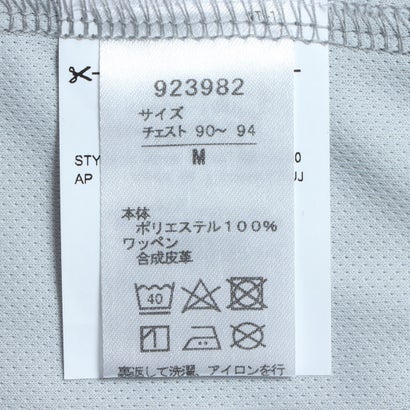 923982
サイズ
チェスト 90～ 94
M
STY
0
AP
UJ
本体
ポリエステル100%
ワッペン
合成皮革
40
1
裏返して洗濯、アイロンを行